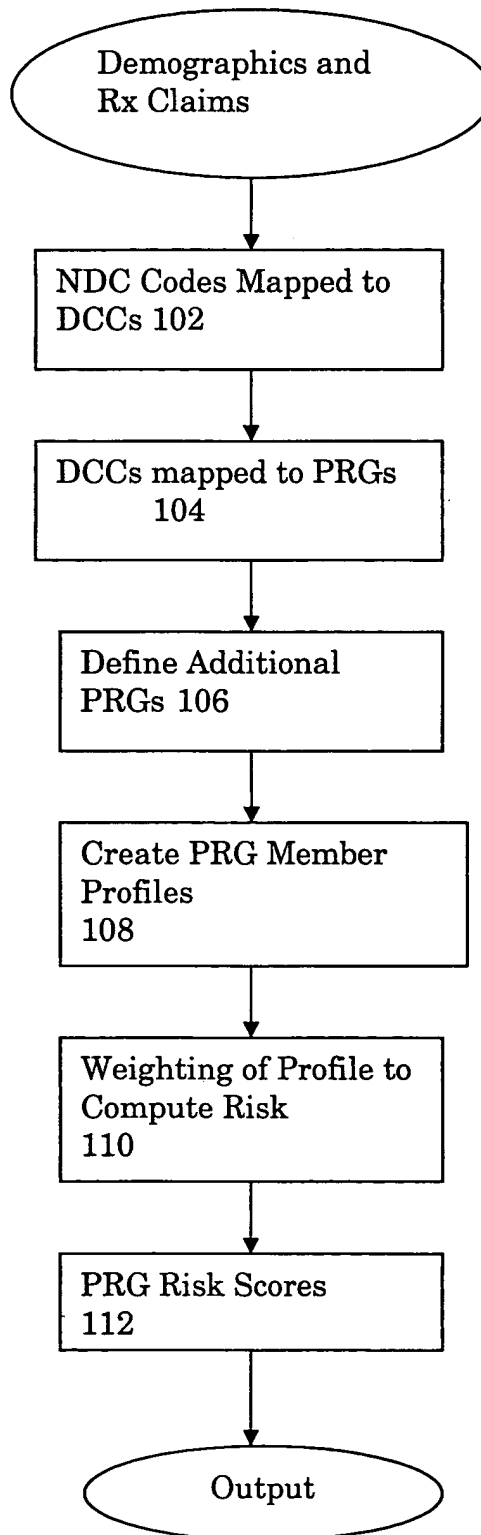 Demographics and
Rx Claims
NDC Codes Mapped to
DCCs 102
DCCs mapped to PRGs
104
Define Additional
PRGs 106
Create PRG Member
Profiles
108
Weighting of Profile to
Compute Risk
110
PRG Risk Scores
112
Output